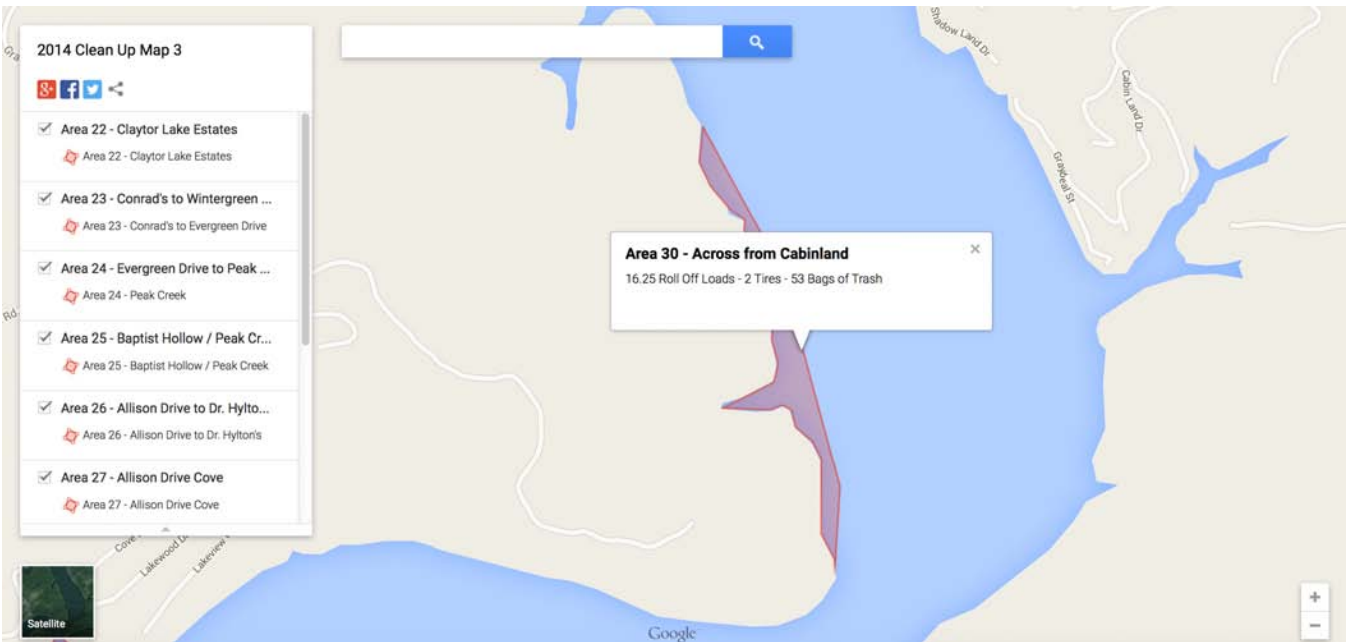 2014 Clean Up Map 3
Area 22 - Claytor Lake Estates
Area 22 - Claytor Lake Estates
Area 23 - Conrad's to Wintergreen ...
Area 23 - Conrad's to Evergreen Drive
Area 24 - Evergreen Drive to Peak ...
Area 24 - Peak Creek
Area 25 - Baptist Hollow / Peak Cr...
Area 25 - Baptist Hollow / Peak Creek
Area 26 - Allison Drive to Dr. Hylto...
Area 26 - Allison Drive to Dr. Hylton's
Area 27 - Allison Drive Cove
Area 27 - Allison Drive Cove
Area 30 - Across from Cabinland
16.25 Roll Off Loads - 2 Tires - 53 Bags of Trash
Shadow Land Dr
Cabin Land Dr
Graybeal St
Rd
Cove
Lakewood
Lakeview
Satellite
Google